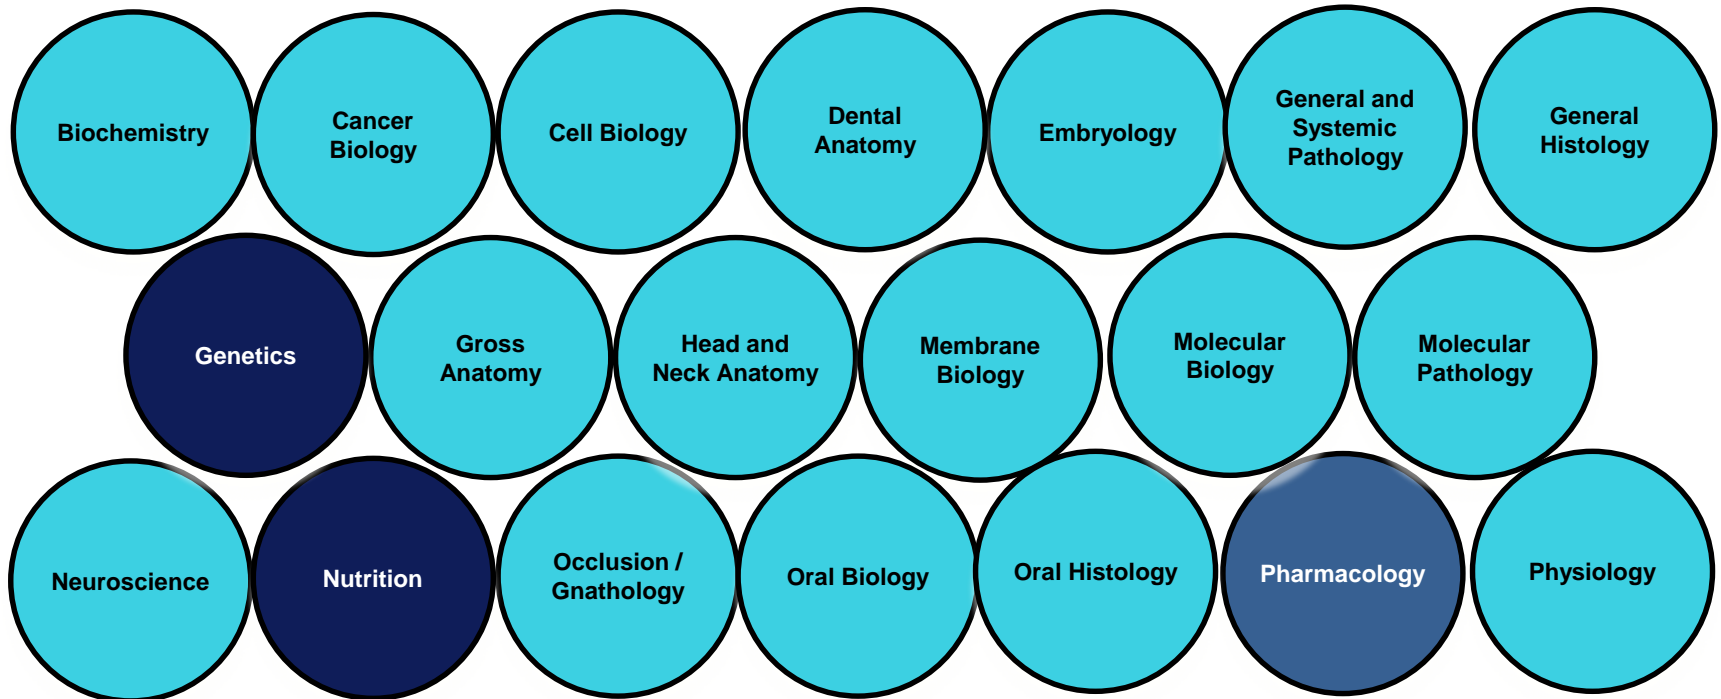 Biochemistry
Cancer
Biology
Cell Biology
Dental
Anatomy
Embryology
General and
Systemic
Pathology
General
Histology
Genetics
Gross
Anatomy
Head and
Neck Anatomy
Membrane
Biology
Molecular
Biology
Molecular
Pathology
Neuroscience
Nutrition
Occlusion /
Gnathology
Oral Biology
Oral Histology
Pharmacology
Physiology